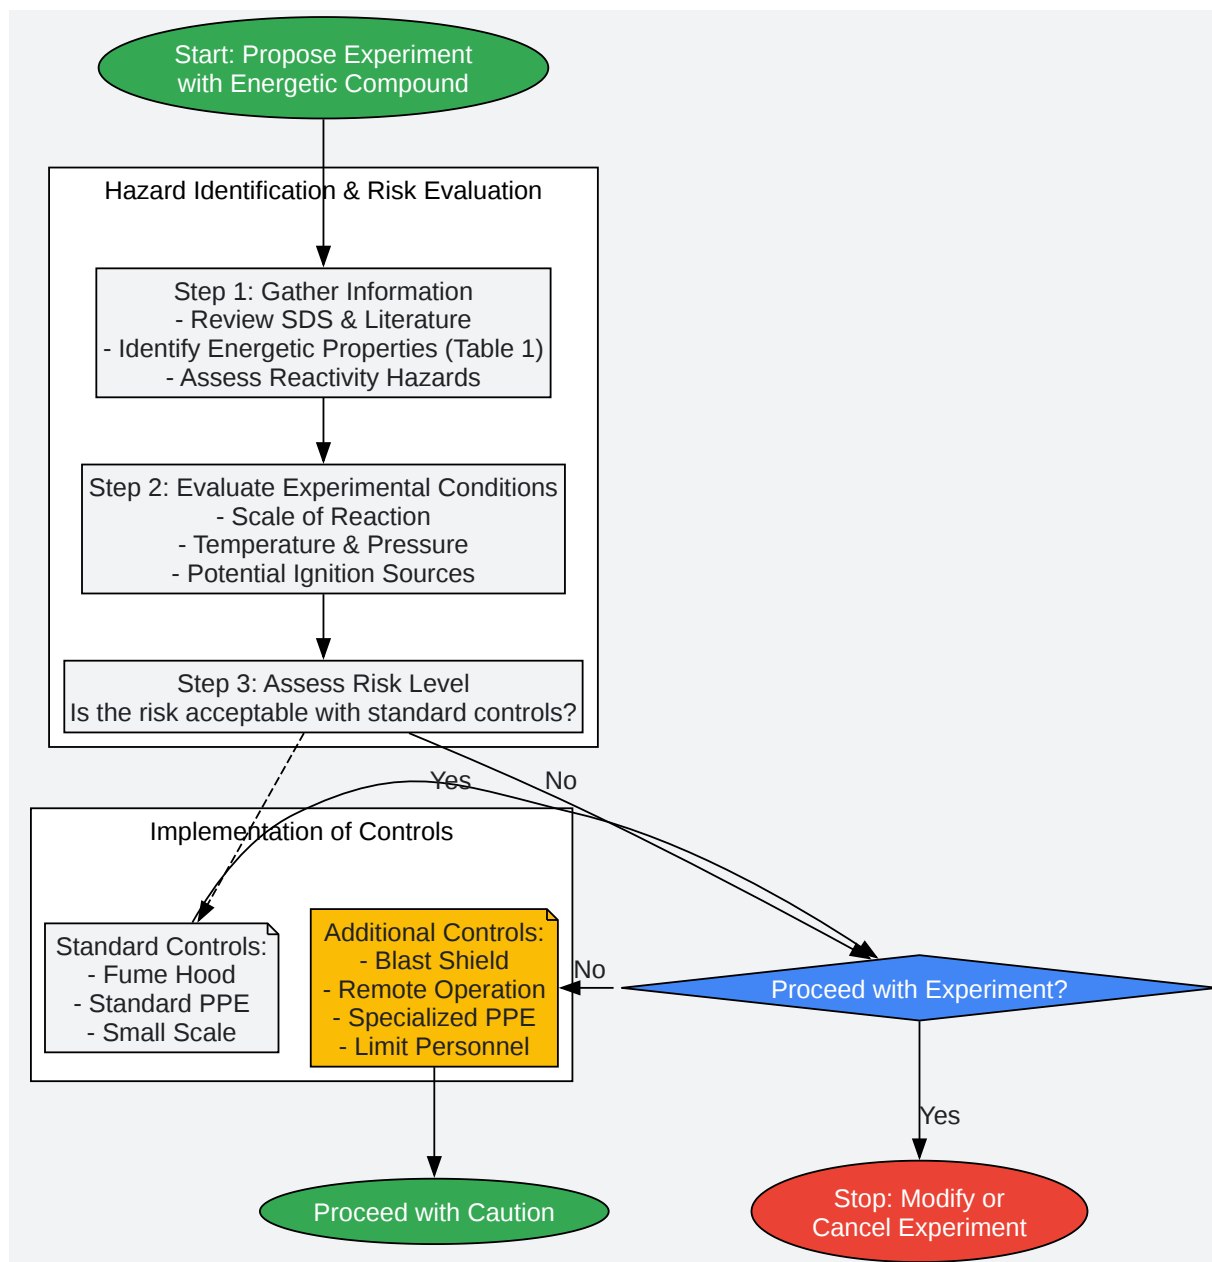 Start: Propose Experiment
with Energetic Compound
Hazard Identification & Risk Evaluation
Step 1: Gather Information
- Review SDS & Literature
- Identify Energetic Properties (Table 1)
- Assess Reactivity Hazards
Step 2: Evaluate Experimental Conditions
- Scale of Reaction
- Temperature & Pressure
- Potential Ignition Sources
Step 3: Assess Risk Level
Is the risk acceptable with standard controls?
Yes
No
Implementation of Controls
Standard Controls:
- Fume Hood
- Standard PPE
- Small Scale
Additional Controls:
- Blast Shield
- Remote Operation
- Specialized PPE
- Limit Personnel
No
Proceed with Experiment?
Yes
Proceed with Caution
Stop: Modify or
Cancel Experiment